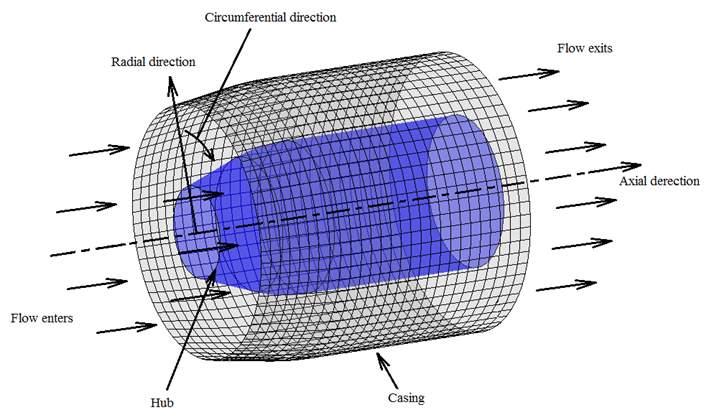 Circumferential direction
Flow exits
Radial direction
Axial derection
Flow enters
Casing
Hub